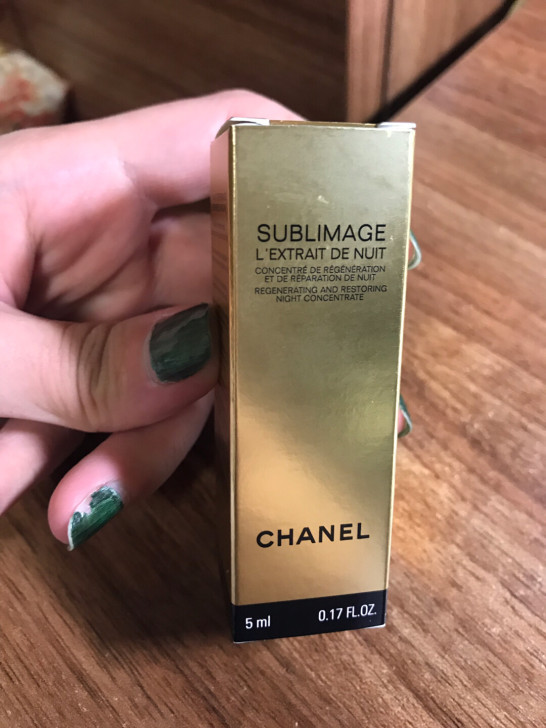 SUBLIMAGE
L'EXTRAIT DE NUIT
CONCENTRÉ DE RÉGÉNÉRATION
ET DE RÉPARATION DE NUIT
REGENERATING AND RESTORING
NIGHT CONCENTRATE
CHANEL
5 ml 0.17 FL.OZ.